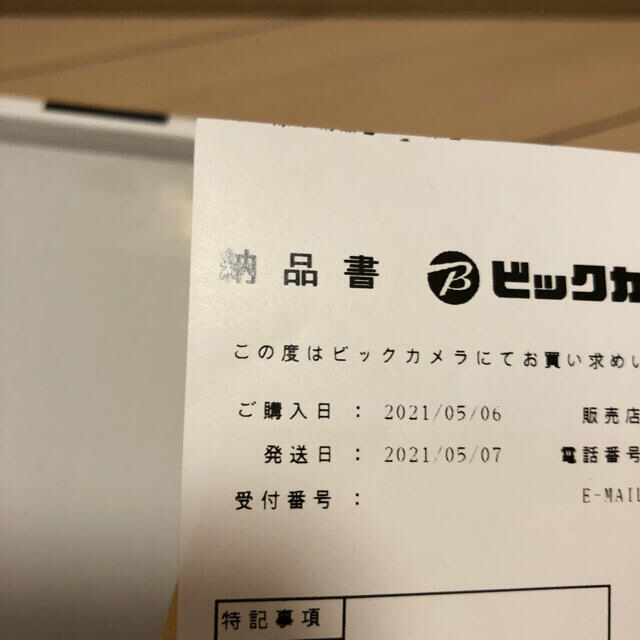 納品書 ビックカ
この度はビックカメラにてお買い求めい
ご購入日 : 2021/05/06 販売店
発送日 : 2021/05/07 電話番号
受付番号 : E-MAIL
特記事項